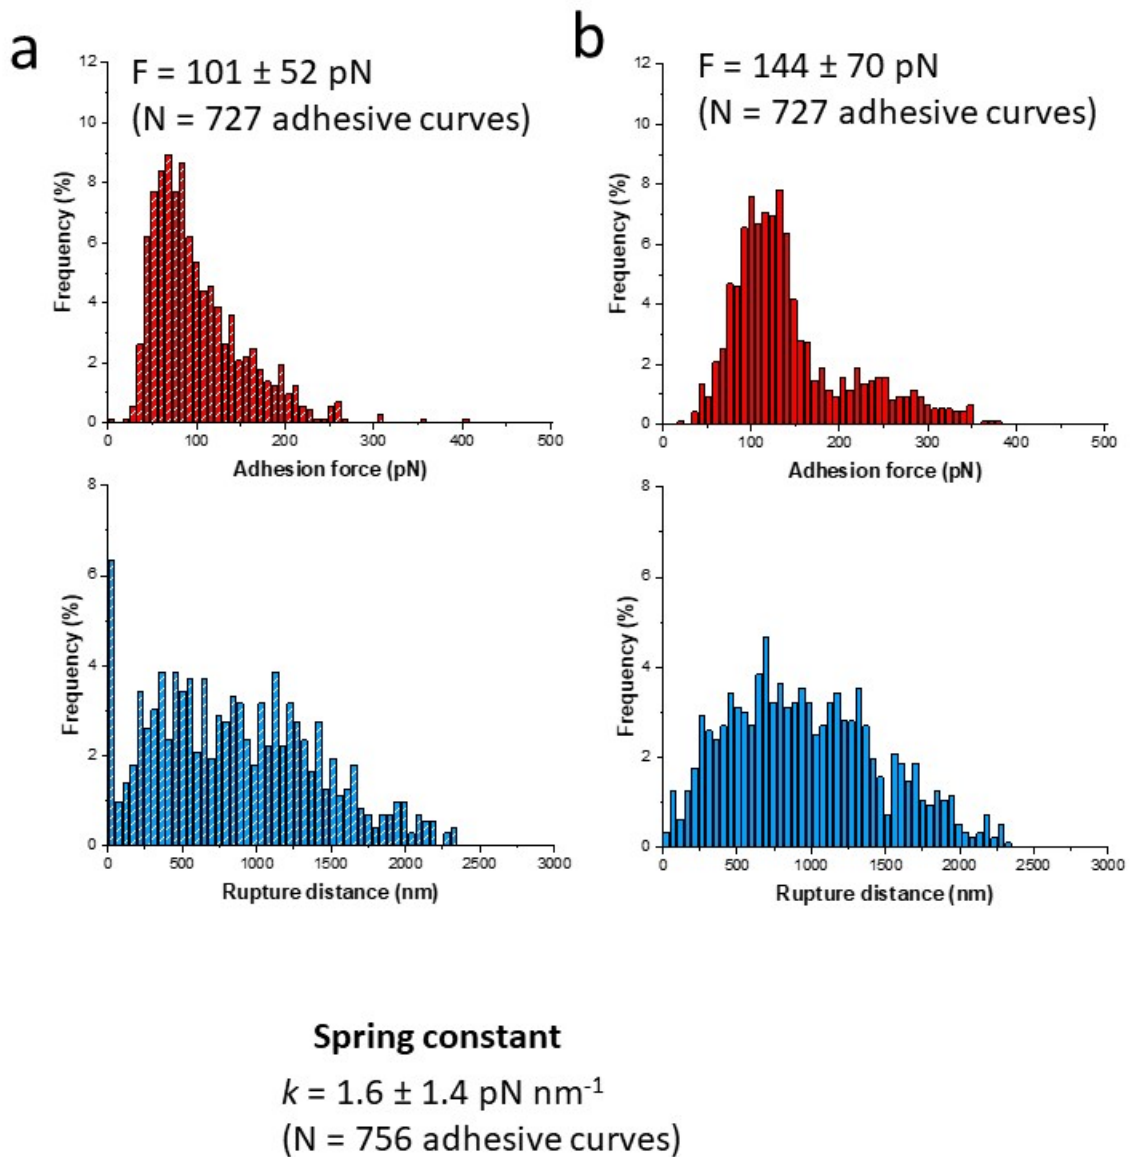 a
F = 101 ± 52 pN
(N = 727 adhesive curves)
12
10
8
6
4
2
0
Frequency (%)
0 100 200 300 400 500
Adhesion force (pN)
b
F = 144 ± 70 pN
(N = 727 adhesive curves)
12
10
8
6
4
2
0
Frequency (%)
0 100 200 300 400 500
Adhesion force (pN)
8
6
4
2
0
Frequency (%)
0 500 1000 1500 2000 2500 3000
Rupture distance (nm)
8
6
4
2
0
Frequency (%)
0 500 1000 1500 2000 2500 3000
Rupture distance (nm)
Spring constant
k = 1.6 ± 1.4 pN nm⁻¹
(N = 756 adhesive curves)